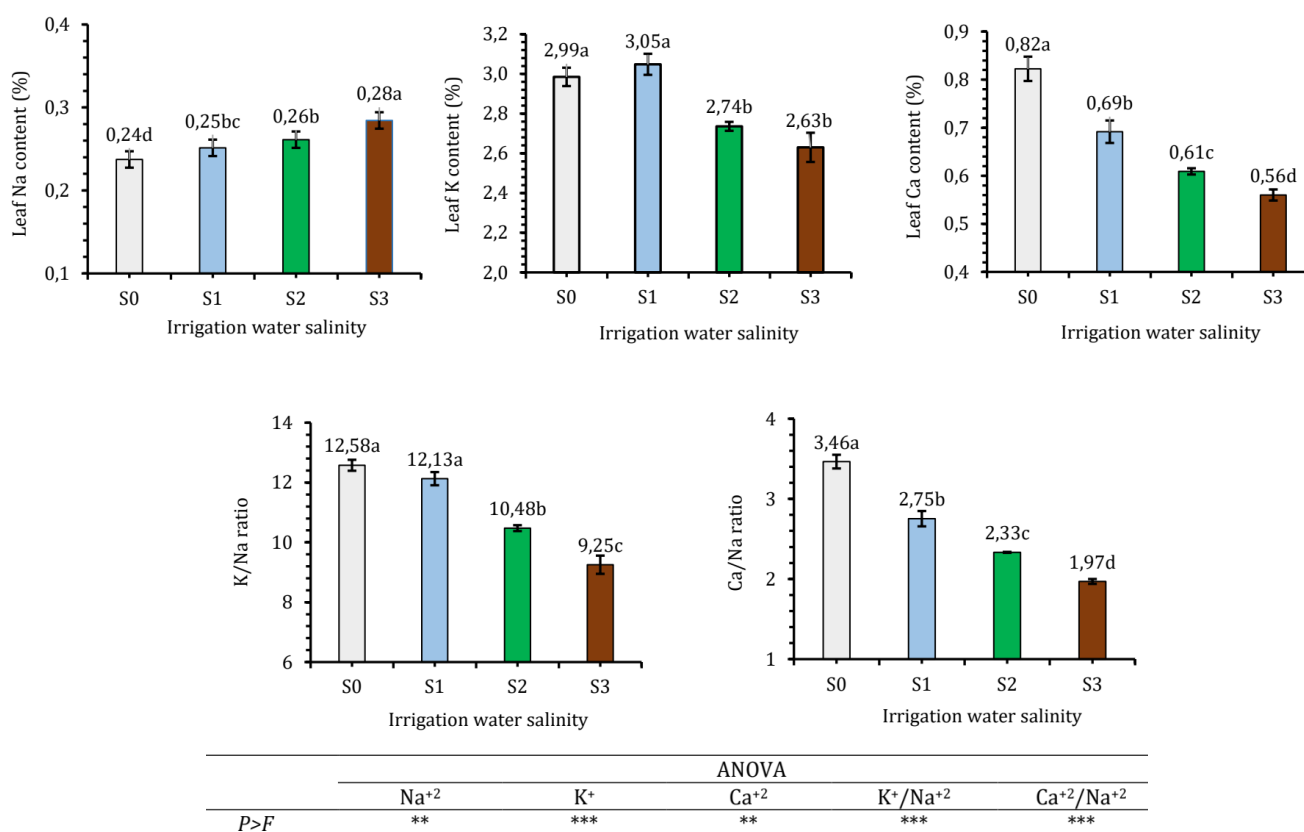 Leaf Na content (%)
0,4
0,3
0,2
0,1
0,24d
0,25bc
0,26b
0,28a
S0 S1 S2 S3
Irrigation water salinity
Leaf K content (%)
3,2
3,0
2,8
2,6
2,4
2,2
2,0
2,99a
3,05a
2,74b
2,63b
S0 S1 S2 S3
Irrigation water salinity
Leaf Ca content (%)
0,9
0,8
0,7
0,6
0,5
0,4
0,82a
0,69b
0,61c
0,56d
S0 S1 S2 S3
Irrigation water salinity
K/Na ratio
14
12
10
8
6
12,58a
12,13a
10,48b
9,25c
S0 S1 S2 S3
Irrigation water salinity
Ca/Na ratio
4
3
2
1
3,46a
2,75b
2,33c
1,97d
S0 S1 S2 S3
Irrigation water salinity
ANOVA
Na⁺² K⁺ Ca⁺² K⁺/Na⁺² Ca⁺²/Na⁺²
P>F ** *** ** *** ***